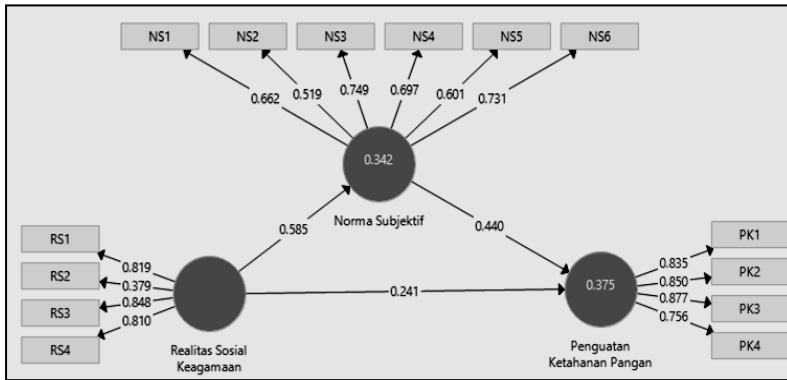 NS1 NS2 NS3 NS4 NS5 NS6
0.662 0.519 0.749 0.697 0.601 0.731
0.342
Norma Subjektif
0.585
0.440
RS1
RS2
RS3
RS4
0.819
0.379
0.848
0.810
Realitas Sosial
Keagamaan
0.241
0.375
Penguatan
Ketahanan Pangan
0.835
0.850
0.877
0.756
PK1
PK2
PK3
PK4